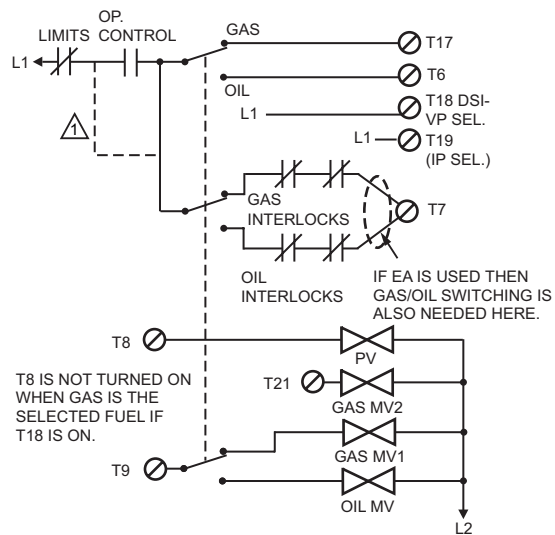 OP.
LIMITS CONTROL
GAS
L1
T17
OIL
T6
1
L1
T18 DSI-
VP SEL.
L1
T19
(IP SEL.)
GAS
INTERLOCKS
T7
OIL
INTERLOCKS
IF EA IS USED THEN
GAS/OIL SWITCHING IS
ALSO NEEDED HERE.
T8
PV
T8 IS NOT TURNED ON
WHEN GAS IS THE
SELECTED FUEL IF
T18 IS ON.
T21
GAS MV2
GAS MV1
T9
OIL MV
L2